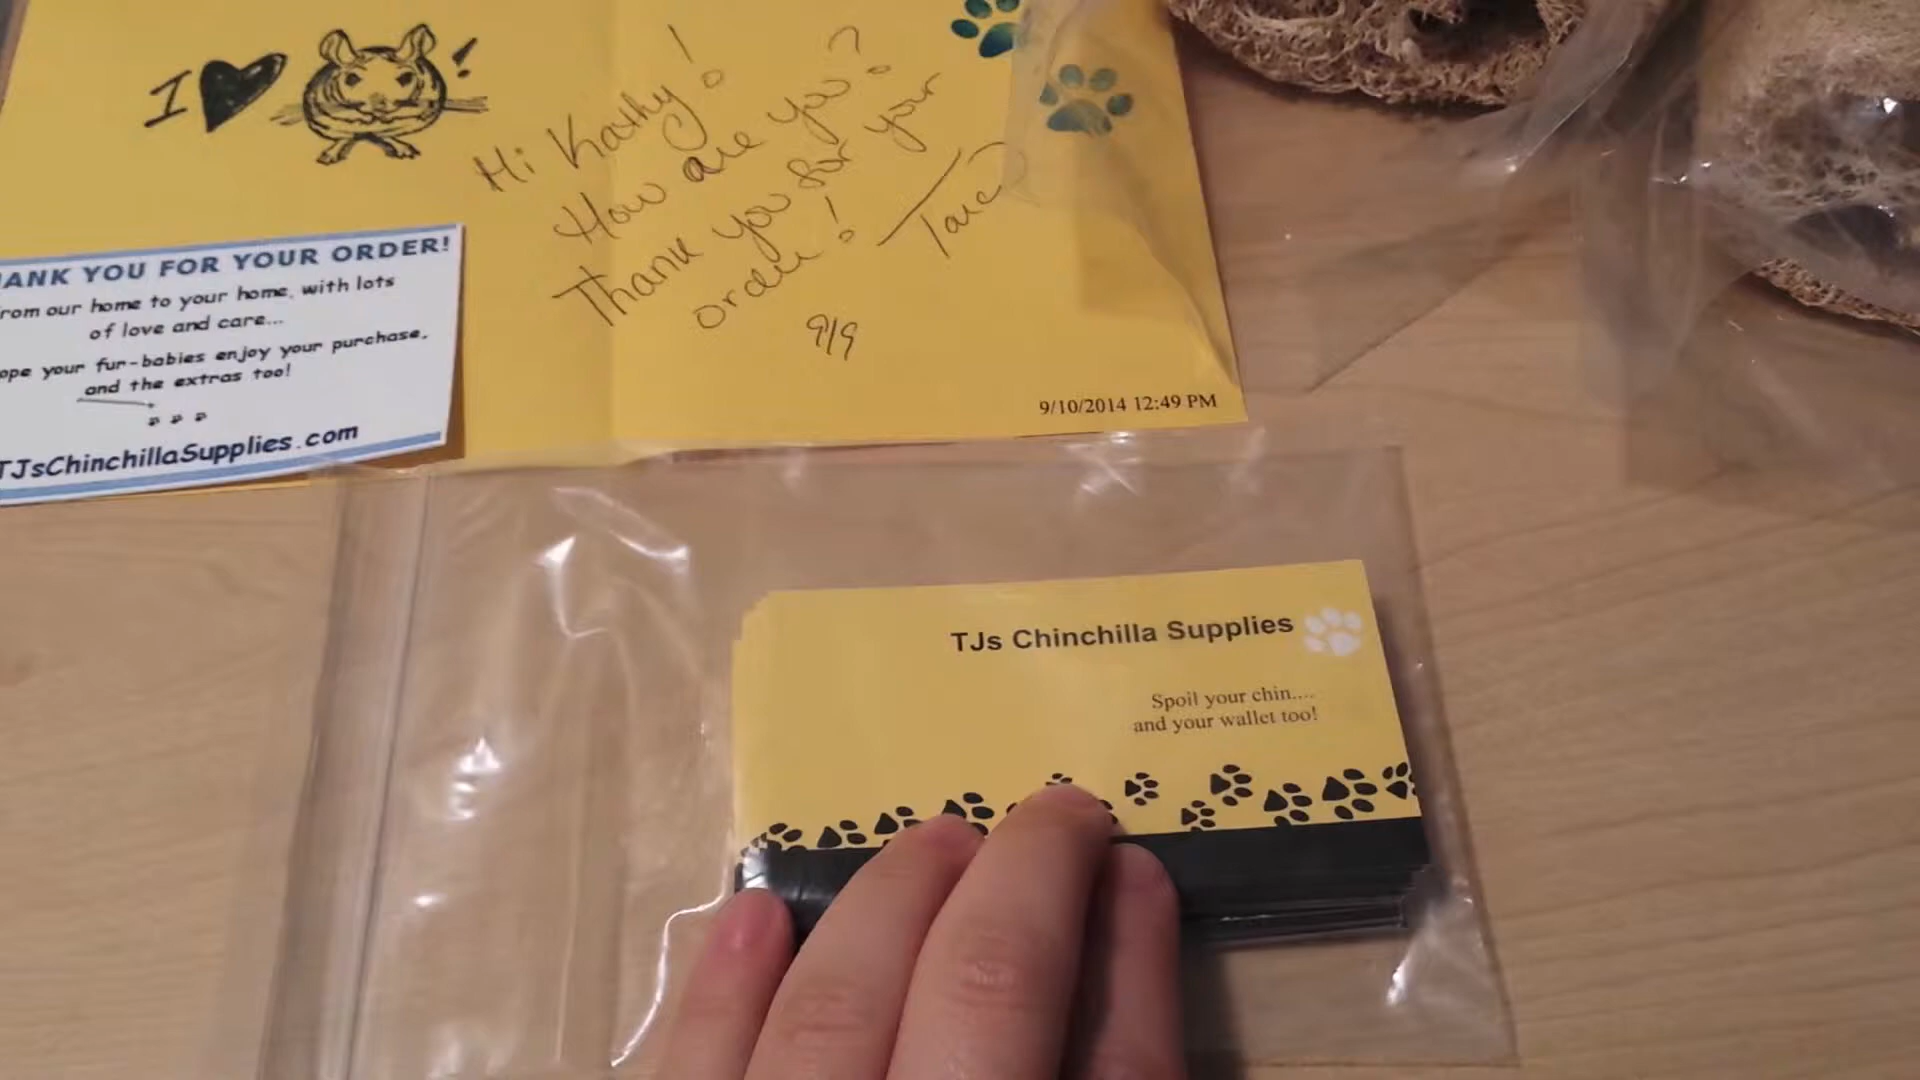 I ♥ !
Hi Kathy!
How are you?
Thank you for your
order!
9/9
9/10/2014 12:49 PM
ANK YOU FOR YOUR ORDER!
rom our home to your home, with lots
of love and care...
ope your fur-babies enjoy your purchase,
and the extras too!
TJsChinchillaSupplies.com
TJs Chinchilla Supplies
Spoil your chin....
and your wallet too!